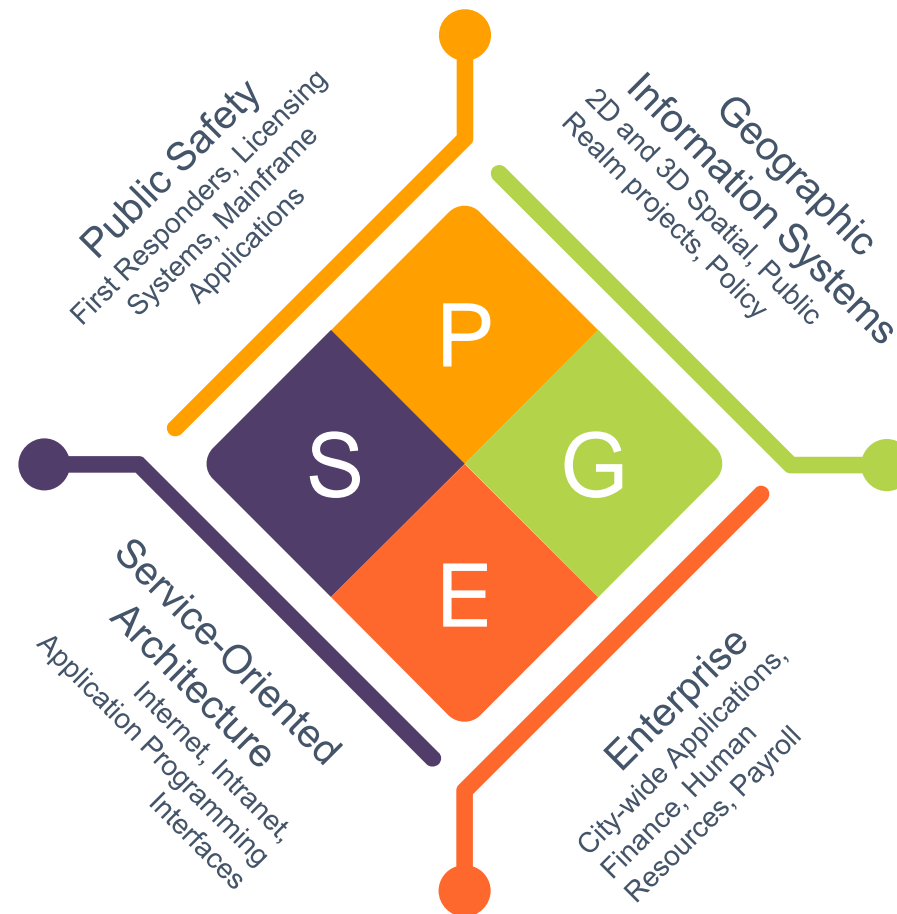 Public Safety
First Responders, Licensing
Systems, Mainframe
Applications
Geographic
Information Systems
2D and 3D Spatial, Public
Realm projects, Policy
P
S
G
E
Service-Oriented
Architecture
Internet, Intranet,
Application Programming
Interfaces
Enterprise
City-wide Applications,
Finance, Human
Resources, Payroll